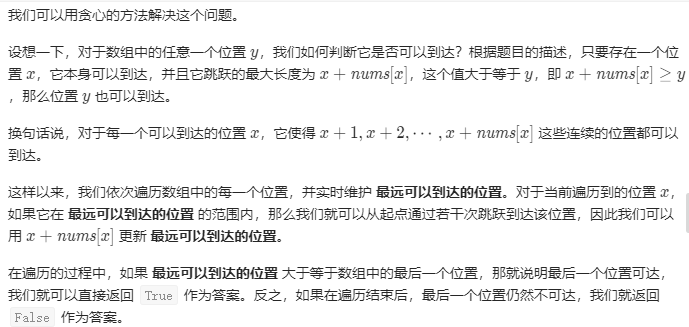 我们可以用贪心的方法解决这个问题。
设想一下，对于数组中的任意一个位置 y，我们如何判断它是否可以到达？根据题目的描述，只要存在一个位
置 x，它本身可以到达，并且它跳跃的最大长度为 x + nums[x]，这个值大于等于 y，即 x + nums[x] ≥ y
，那么位置 y 也可以到达。
换句话说，对于每一个可以到达的位置 x，它使得 x + 1, x + 2, ⋯ , x + nums[x] 这些连续的位置都可以
到达。
这样以来，我们依次遍历数组中的每一个位置，并实时维护 最远可以到达的位置。对于当前遍历到的位置 x，
如果它在 最远可以到达的位置 的范围内，那么我们就可以从起点通过若干次跳跃到达该位置，因此我们可以
用 x + nums[x] 更新 最远可以到达的位置。
在遍历的过程中，如果 最远可以到达的位置 大于等于数组中的最后一个位置，那就说明最后一个位置可达，
我们就可以直接返回 True 作为答案。反之，如果在遍历结束后，最后一个位置仍然不可达，我们就返回
False 作为答案。